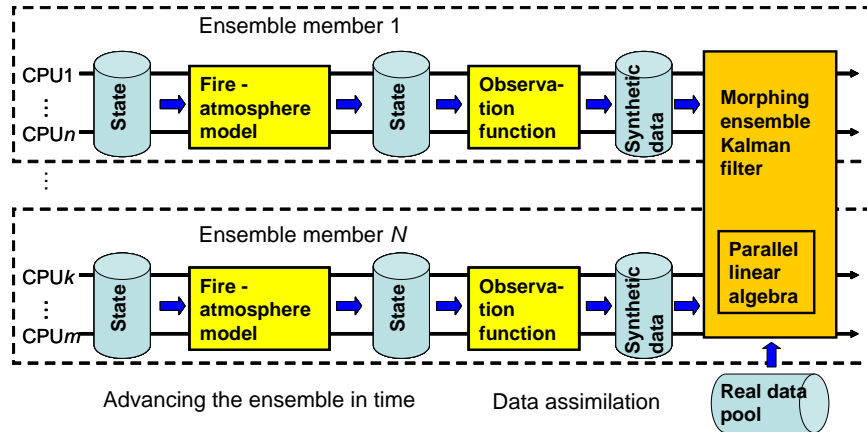 Ensemble member 1
CPU1
⋮
CPUn
State
Fire -
atmosphere
model
State
Observa-
tion
function
Synthetic
data
Morphing
ensemble
Kalman
filter
⋮
Ensemble member N
CPUk
⋮
CPUm
State
Fire -
atmosphere
model
State
Observa-
tion
function
Synthetic
data
Parallel
linear
algebra
Advancing the ensemble in time
Data assimilation
Real data
pool